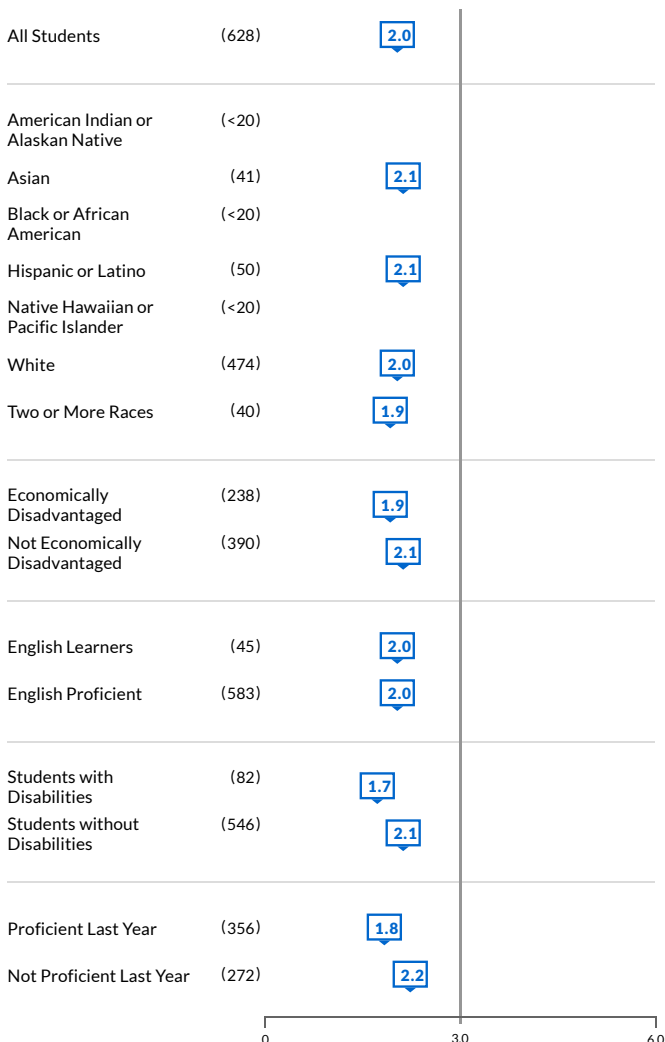 All Students (628) 2.0
American Indian or (<20)
Alaskan Native
Asian (41) 2.1
Black or African (<20)
American
Hispanic or Latino (50) 2.1
Native Hawaiian or (<20)
Pacific Islander
White (474) 2.0
Two or More Races (40) 1.9
Economically (238) 1.9
Disadvantaged
Not Economically (390) 2.1
Disadvantaged
English Learners (45) 2.0
English Proficient (583) 2.0
Students with (82) 1.7
Disabilities
Students without (546) 2.1
Disabilities
Proficient Last Year (356) 1.8
Not Proficient Last Year (272) 2.2
0 3.0 6.0